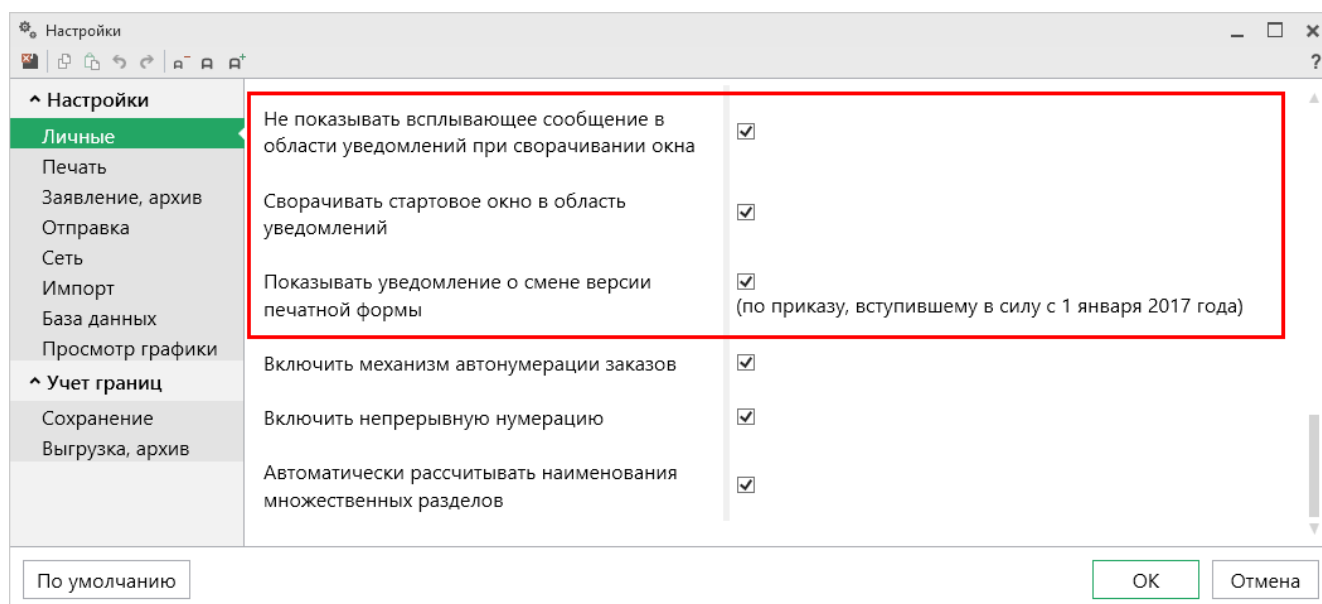 Настройки
?
Настройки
Личные
Печать
Заявление, архив
Отправка
Сеть
Импорт
База данных
Просмотр графики
Учет границ
Сохранение
Выгрузка, архив
Не показывать всплывающее сообщение в
области уведомлений при сворачивании окна
Сворачивать стартовое окно в область
уведомлений
Показывать уведомление о смене версии
печатной формы
(по приказу, вступившему в силу с 1 января 2017 года)
Включить механизм автонумерации заказов
Включить непрерывную нумерацию
Автоматически рассчитывать наименования
множественных разделов
По умолчанию
ОК
Отмена